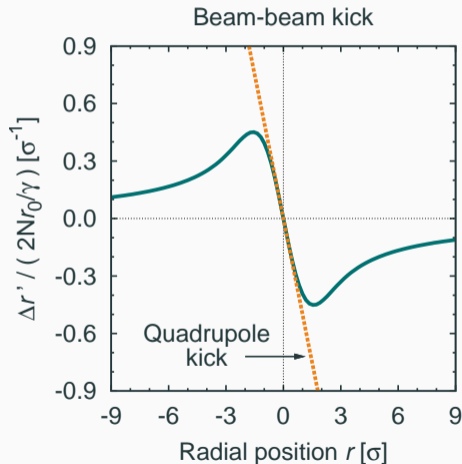 Beam-beam kick
Δr' / ( 2Nr₀/γ ) [σ⁻¹]
0.9
0.6
0.3
0.0
-0.3
-0.6
-0.9
Quadrupole
kick
-9 -6 -3 0 3 6 9
Radial position r [σ]